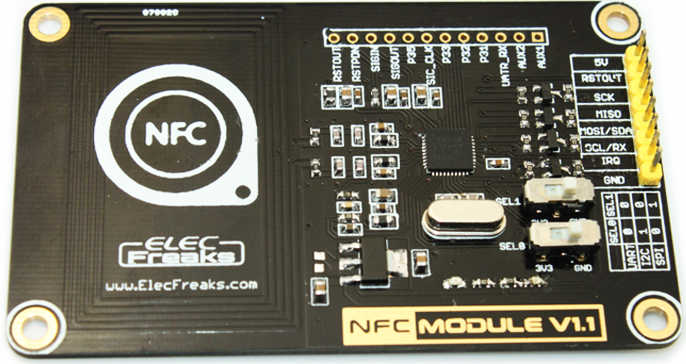 079020
RSTOUT
RSTPDN
SIGIN
SIGOUT
P35
SIC_CLK
P33
P32
P31
UATR_RX
AUX2
AUX1
5V
RSTOUT
SCK
MISO
MOSI/SDA
SCL/RX
IRQ
GND
NFC
ELEC
Freaks
www.ElecFreaks.com
SEL1
SEL0
3V3 GND
SEL0 SEL1
UART 0 0
I2C 1 0
SPI 0 1
NFC MODULE V1.1